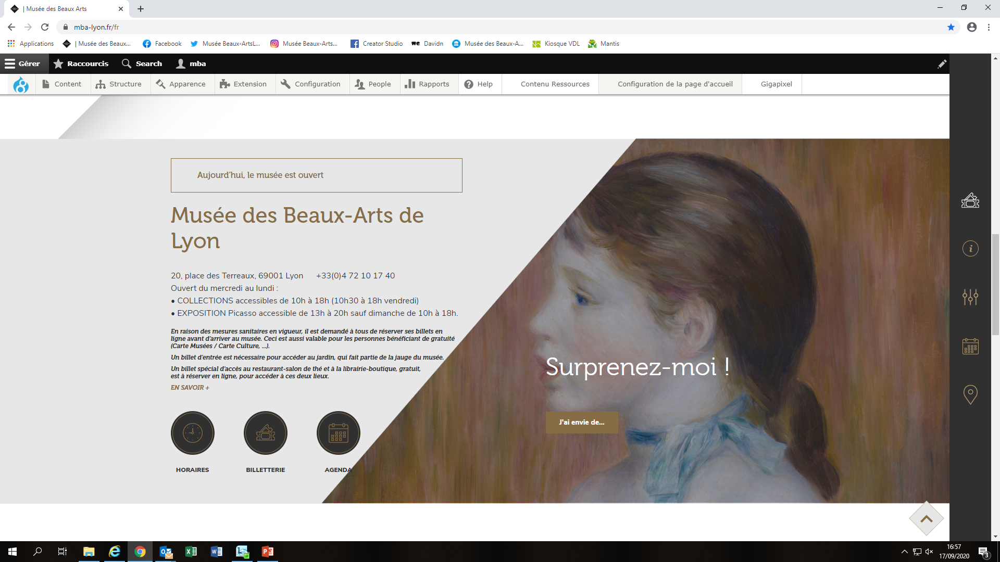 | Musée des Beaux Arts
mba-lyon.fr/fr
Applications
| Musée des Beaux...
Facebook
Musée Beaux-ArtsL...
Musée Beaux-Arts...
Creator Studio
we
Davidn
Musée des Beaux-A...
Kiosque VDL
Mantis
Gérer
Raccourcis
Search
mba
Content
Structure
Apparence
Extension
Configuration
People
Rapports
Help
Contenu Ressources
Configuration de la page d'accueil
Gigapixel
Aujourd'hui, le musée est ouvert
Musée des Beaux-Arts de
Lyon
20, place des Terreaux, 69001 Lyon +33(0)4 72 10 17 40
Ouvert du mercredi au lundi :
• COLLECTIONS accessibles de 10h à 18h (10h30 à 18h vendredi)
• EXPOSITION Picasso accessible de 13h à 20h sauf dimanche de 10h à 18h.
En raison des mesures sanitaires en vigueur, il est demandé à tous de réserver ses billets en
ligne avant d'arriver au musée. Ceci est aussi valable pour les personnes bénéficiant de gratuité
(Carte Musées / Carte Culture, ...).
Un billet d'entrée est nécessaire pour accéder au jardin, qui fait partie de la jauge du musée.
Un billet spécial d'accès au restaurant-salon de thé et à la librairie-boutique, gratuit,
est à réserver en ligne, pour accéder à ces deux lieux.
EN SAVOIR +
HORAIRES
BILLETTERIE
AGENDA
Surprenez-moi !
J'ai envie de...
16:57
17/09/2020
3